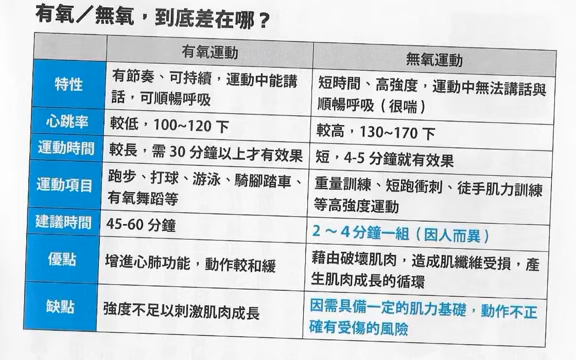 有氧／無氧，到底差在哪？
有氧運動 無氧運動
特性 有節奏、可持續，運動中能講話，可順暢呼吸 短時間、高強度，運動中無法講話與順暢呼吸（很喘）
心跳率 較低，100~120 下 較高，130~170 下
運動時間 較長，需 30 分鐘以上才有效果 短，4-5 分鐘就有效果
運動項目 跑步、打球、游泳、騎腳踏車、有氧舞蹈等 重量訓練、短跑衝刺、徒手肌力訓練等高強度運動
建議時間 45-60 分鐘 2 ～ 4 分鐘一組（因人而異）
優點 增進心肺功能，動作較和緩 藉由破壞肌肉，造成肌纖維受損，產生肌肉成長的循環
缺點 強度不足以刺激肌肉成長 因需具備一定的肌力基礎，動作不正確有受傷的風險